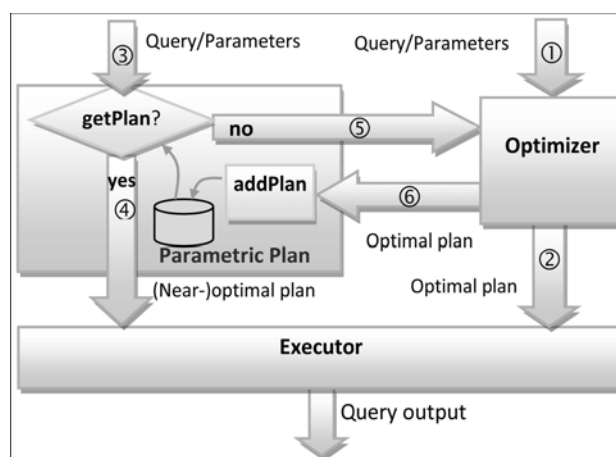 ③
Query/Parameters
Query/Parameters
①
getPlan?
no
⑤
Optimizer
yes
④
addPlan
⑥
Parametric Plan
Optimal plan
②
(Near-)optimal plan
Optimal plan
Executor
Query output